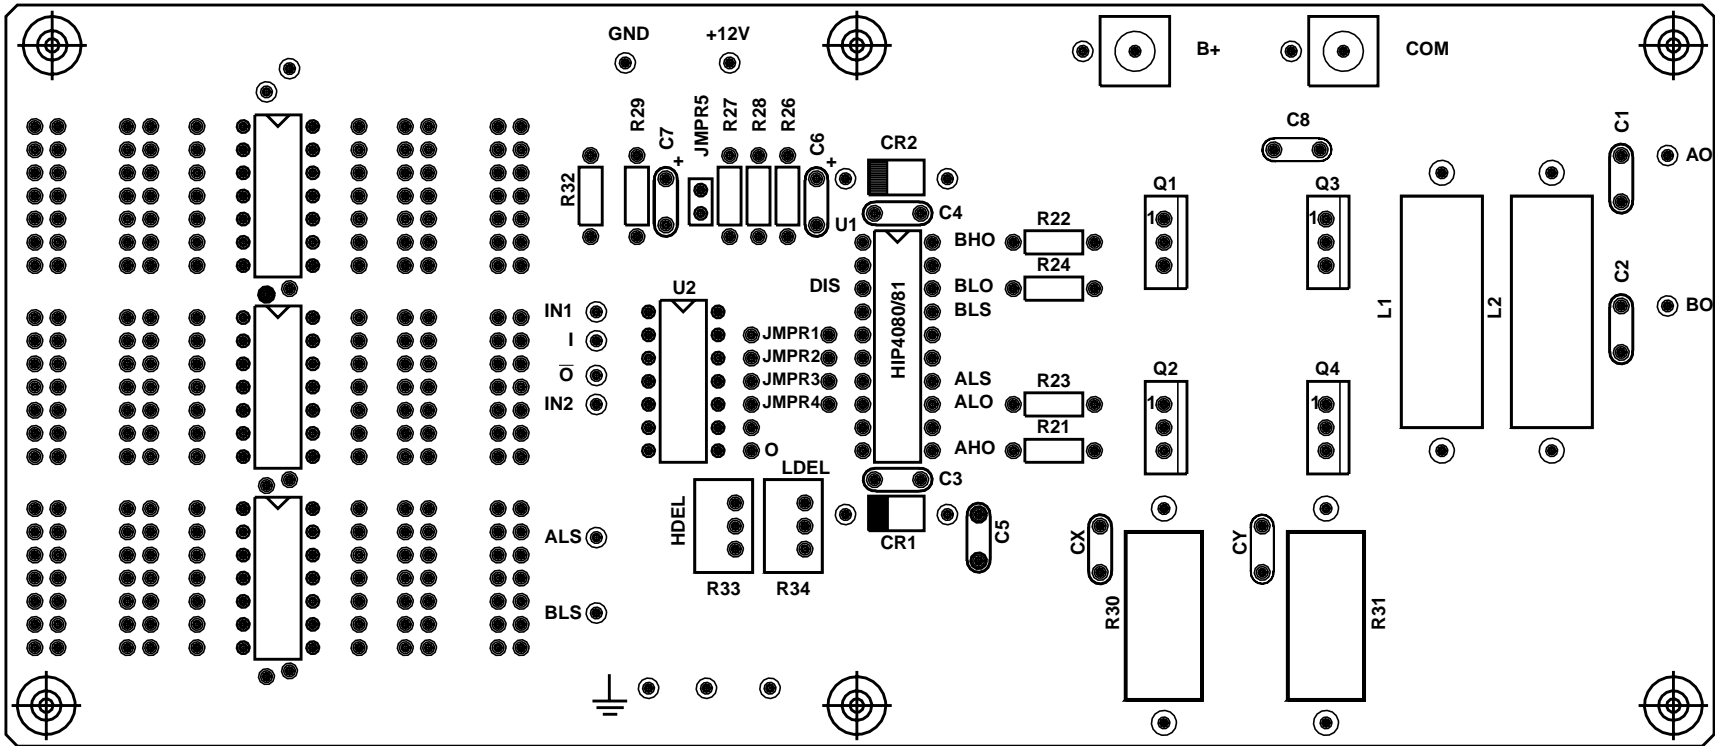 GND
+12V
B+
COM
R29
C7
+
JMPR5
R27
R28
R26
C6
+
CR2
C8
C1
AO
R32
U1
C4
Q1
Q3
1
1
BHO
R22
R24
DIS
BLO
BLS
U2
C2
BO
L1
L2
IN1
I
O̅
IN2
JMPR1
JMPR2
JMPR3
JMPR4
O
HIP4080/81
ALS
ALO
AHO
R23
R21
Q2
Q4
1
1
LDEL
HDEL
C3
CR1
C5
CX
CY
ALS
R33
R34
BLS
R30
R31